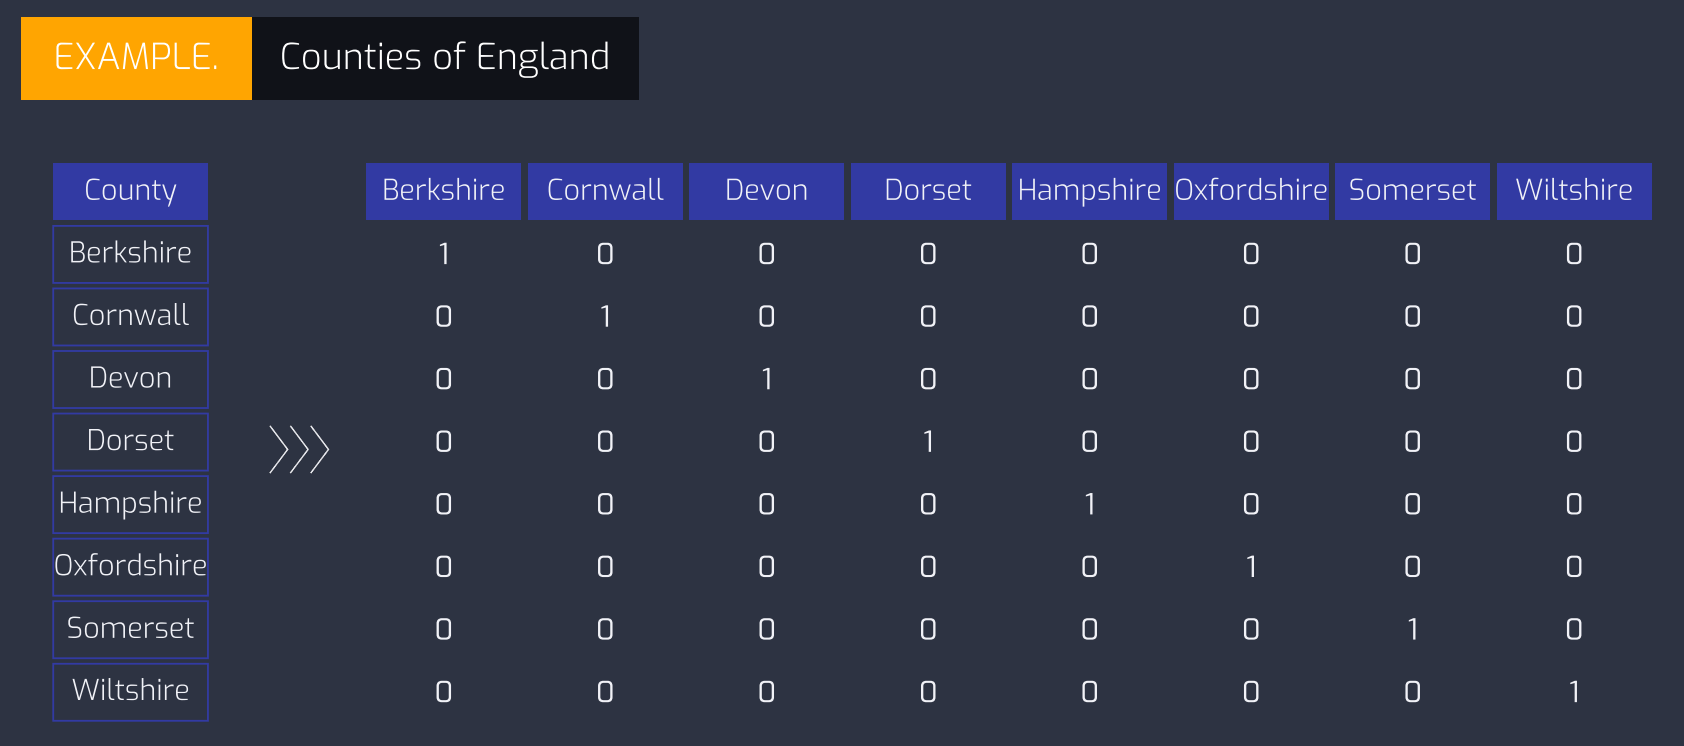 EXAMPLE. Counties of England
County Berkshire Cornwall Devon Dorset Hampshire Oxfordshire Somerset Wiltshire
Berkshire 1 0 0 0 0 0 0 0
Cornwall 0 1 0 0 0 0 0 0
Devon 0 0 1 0 0 0 0 0
Dorset 0 0 0 1 0 0 0 0
Hampshire 0 0 0 0 1 0 0 0
Oxfordshire 0 0 0 0 0 1 0 0
Somerset 0 0 0 0 0 0 1 0
Wiltshire 0 0 0 0 0 0 0 1